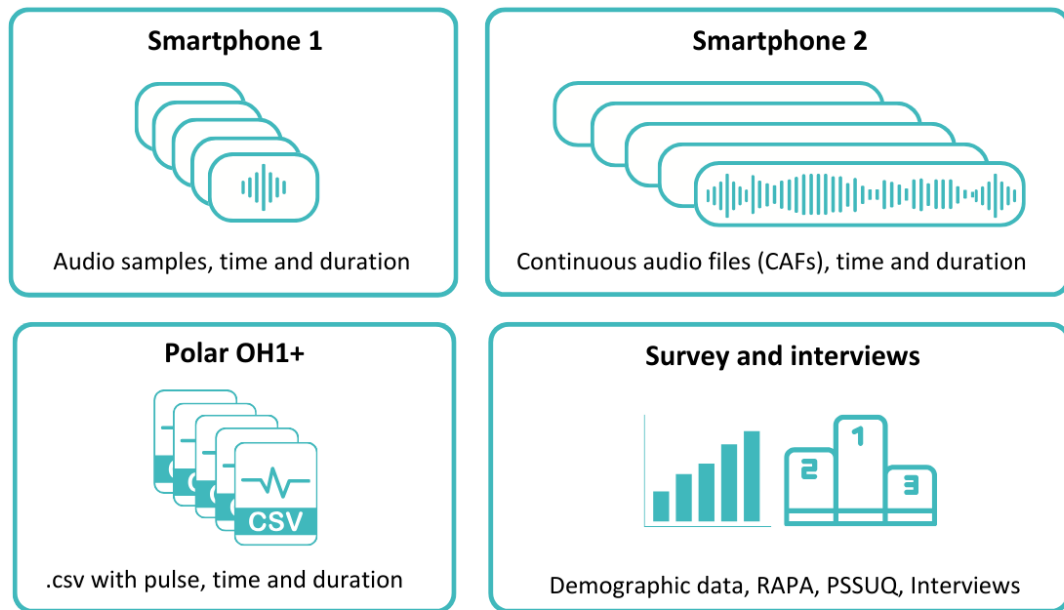 Smartphone 1
Audio samples, time and duration
Smartphone 2
Continuous audio files (CAFs), time and duration
Polar OH1+
CSV
.csv with pulse, time and duration
Survey and interviews
1
2
3
Demographic data, RAPA, PSSUQ, Interviews